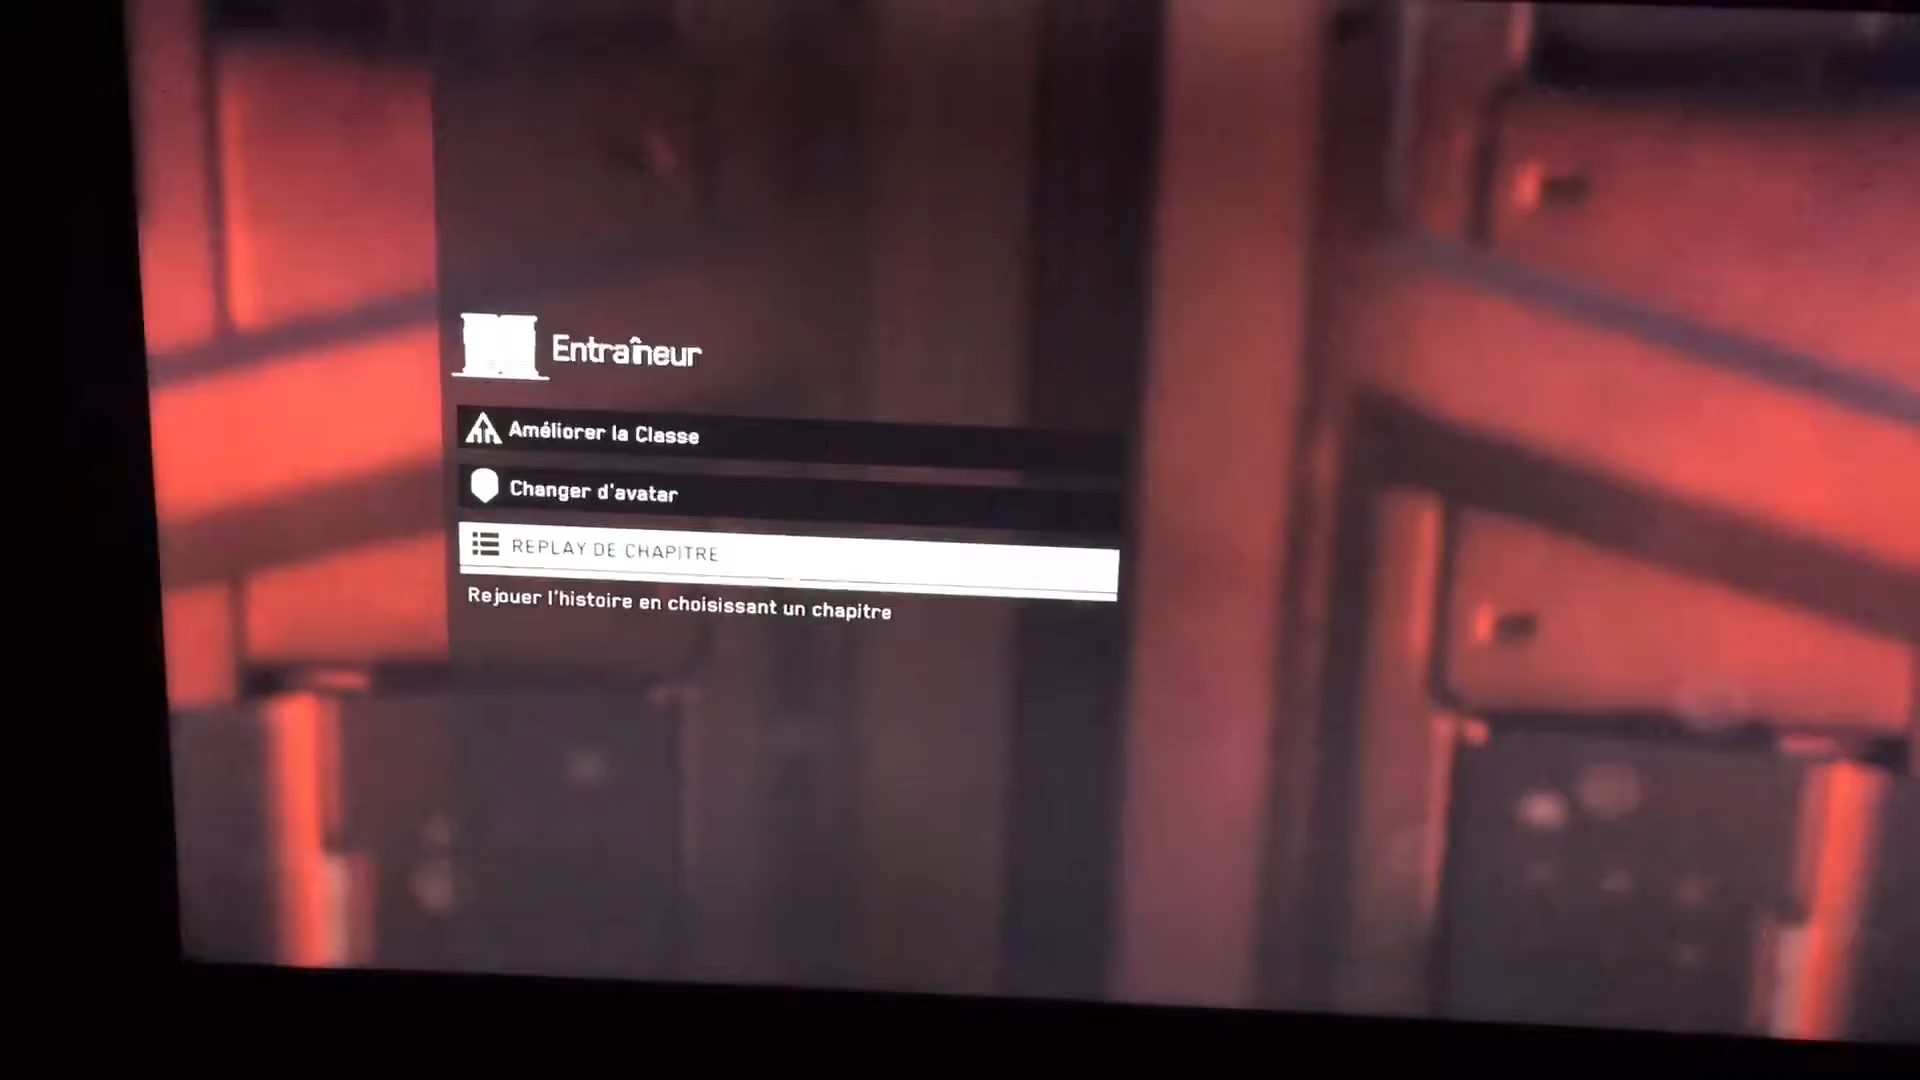 Entraîneur
Améliorer la Classe
Changer d'avatar
REPLAY DE CHAPITRE
Rejouer l'histoire en choisissant un chapitre